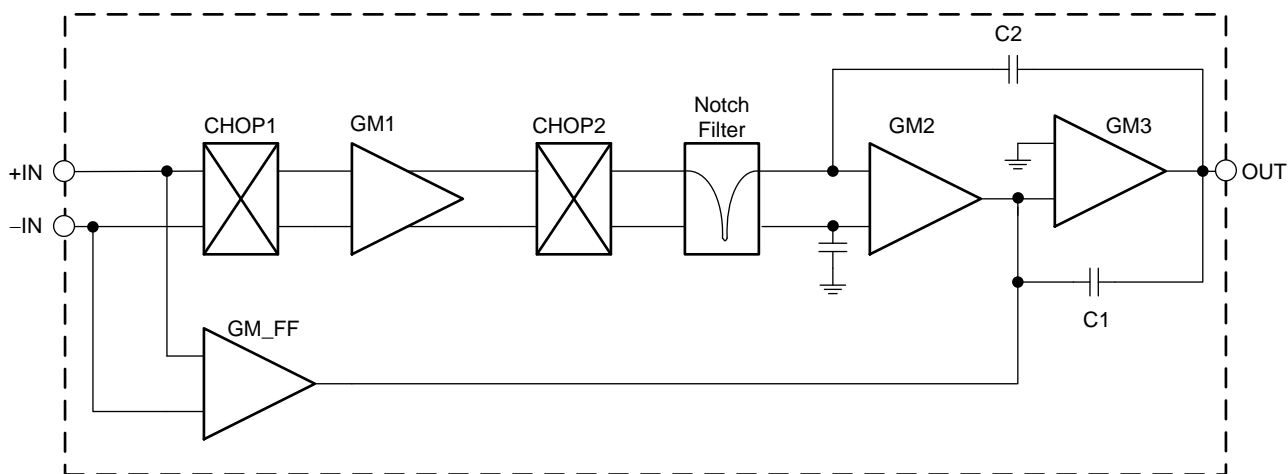 C2
Notch
Filter
CHOP1
GM1
CHOP2
GM2
GM3
+IN
OUT
−IN
C1
GM_FF